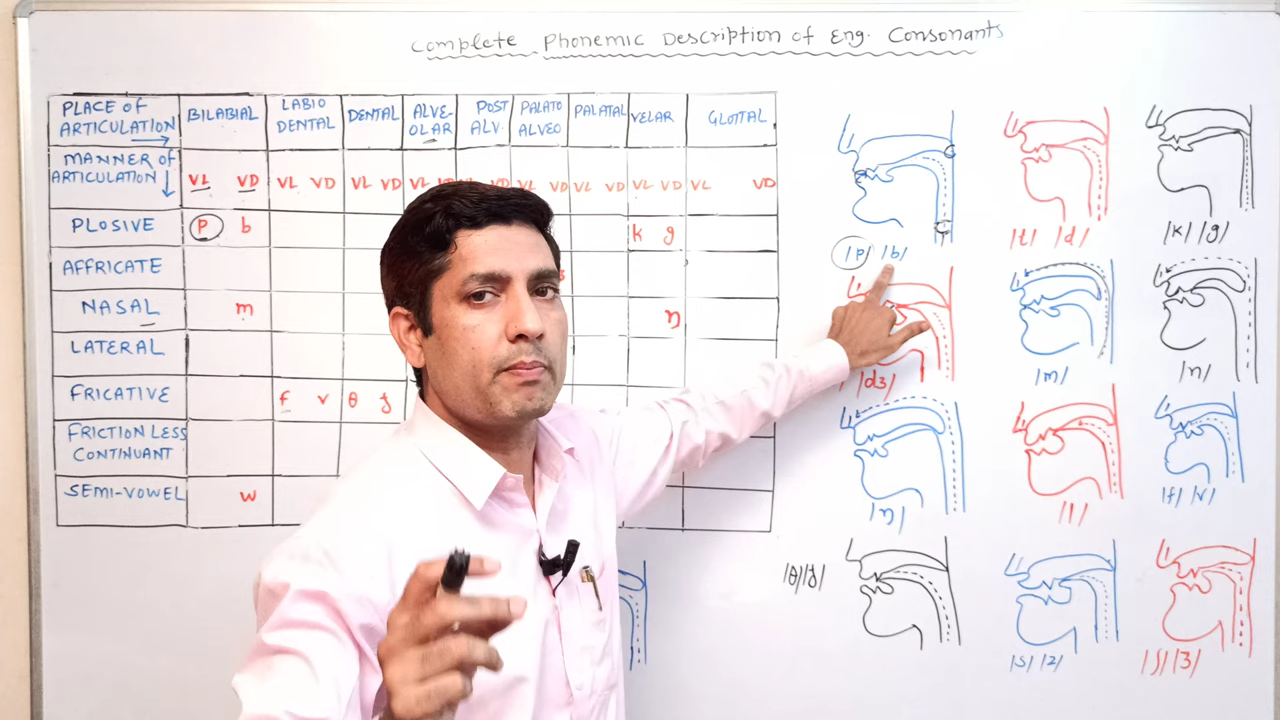 Complete Phonemic Description of Eng. Consonants
PLACE OF ARTICULATION
BILABIAL
LABIO DENTAL
DENTAL
ALVE-OLAR
POST ALV.
PALATO ALVEO
PALATAL
VELAR
GLOTTAL
MANNER OF ARTICULATION
VL VD VL VD VL VD VL VL VD VL VD VL VD VL VD
PLOSIVE p b k g
AFFRICATE
NASAL m ŋ
LATERAL
FRICATIVE f v θ ð
FRICTION LESS CONTINUANT
SEMI-VOWEL w
/p/ /b/
/t/ /d/
/k/ /g/
/dʒ/
/m/
/n/
/ŋ/
/l/
/f/ /v/
/θ/ /ð/
/s/ /z/
/ʃ/ /ʒ/